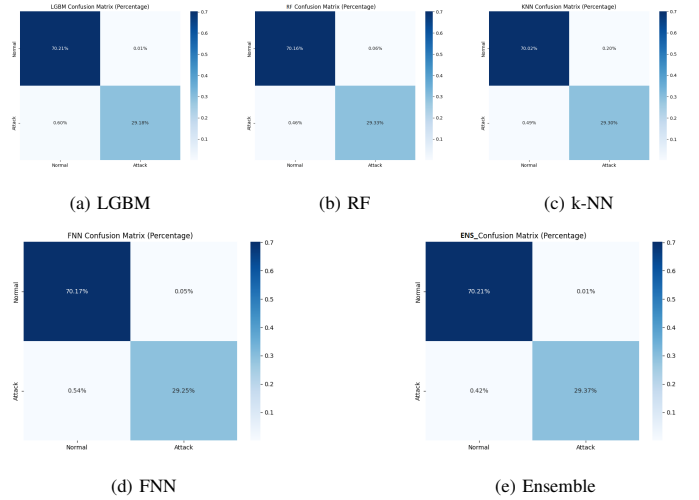 LGBM Confusion Matrix (Percentage)
Normal
Attack
70.21%
0.01%
0.60%
29.18%
Normal
Attack
0.7
0.6
0.5
0.4
0.3
0.2
0.1
(a) LGBM
RF Confusion Matrix (Percentage)
Normal
Attack
70.16%
0.06%
0.46%
29.33%
Normal
Attack
0.7
0.6
0.5
0.4
0.3
0.2
0.1
(b) RF
KNN Confusion Matrix (Percentage)
Normal
Attack
70.02%
0.20%
0.49%
29.30%
Normal
Attack
0.7
0.6
0.5
0.4
0.3
0.2
0.1
(c) k-NN
FNN Confusion Matrix (Percentage)
Normal
Attack
70.17%
0.05%
0.54%
29.25%
Normal
Attack
0.7
0.6
0.5
0.4
0.3
0.2
0.1
(d) FNN
ENS_Confusion Matrix (Percentage)
Normal
Attack
70.21%
0.01%
0.42%
29.37%
Normal
Attack
0.7
0.6
0.5
0.4
0.3
0.2
0.1
(e) Ensemble